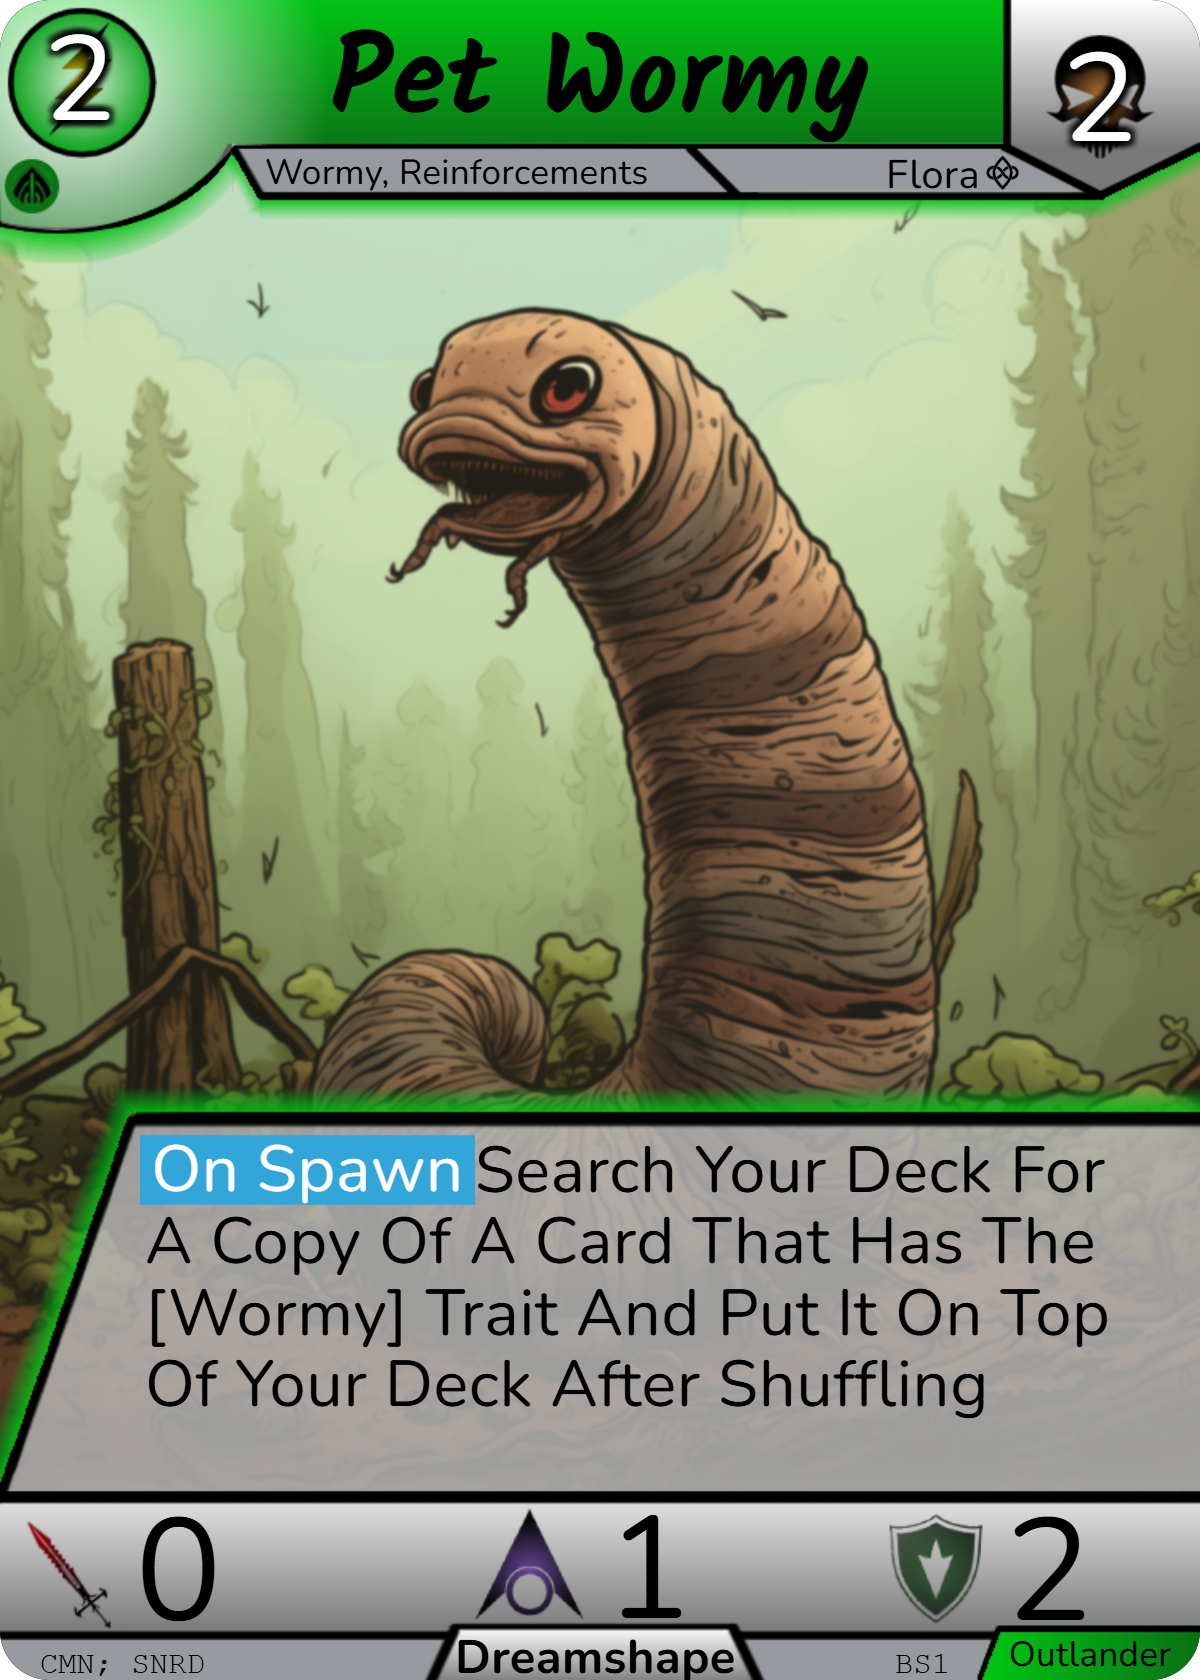 2
Pet Wormy
2
Wormy, Reinforcements
Flora
On Spawn Search Your Deck For
A Copy Of A Card That Has The
[Wormy] Trait And Put It On Top
Of Your Deck After Shuffling
0
1
2
CMN; SNRD
Dreamshape
BS1
Outlander